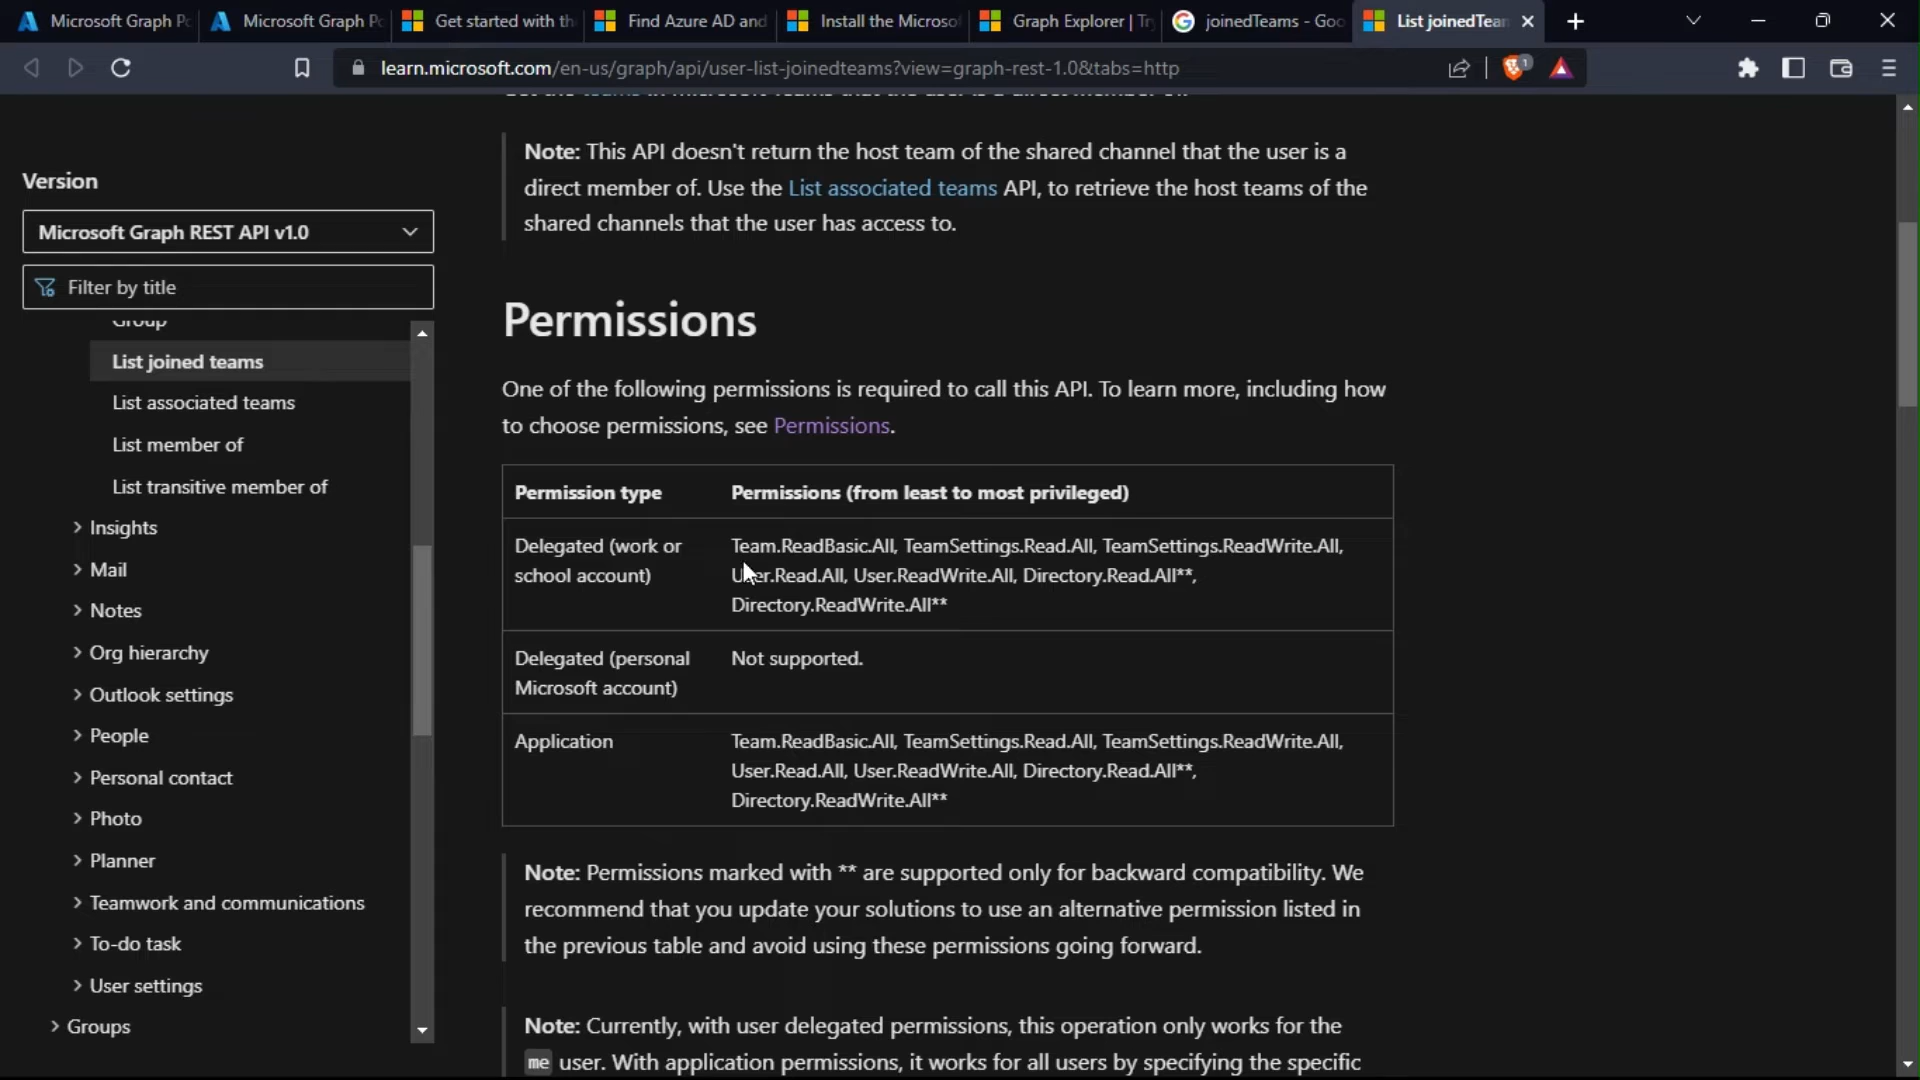 Microsoft Graph Po
Microsoft Graph Po
Get started with th
Find Azure AD and
Install the Microsof
Graph Explorer | Tr
joinedTeams - Goo
List joinedTeam
learn.microsoft.com/en-us/graph/api/user-list-joinedteams?view=graph-rest-1.0&tabs=http
1
Version
Microsoft Graph REST API v1.0
Filter by title
Group
List joined teams
List associated teams
List member of
List transitive member of
Insights
Mail
Notes
Org hierarchy
Outlook settings
People
Personal contact
Photo
Planner
Teamwork and communications
To-do task
User settings
Groups
Note: This API doesn't return the host team of the shared channel that the user is a
direct member of. Use the List associated teams API, to retrieve the host teams of the
shared channels that the user has access to.
Permissions
One of the following permissions is required to call this API. To learn more, including how
to choose permissions, see Permissions.
Permission type
Permissions (from least to most privileged)
Delegated (work or
school account)
Team.ReadBasic.All, TeamSettings.Read.All, TeamSettings.ReadWrite.All,
User.Read.All, User.ReadWrite.All, Directory.Read.All**,
Directory.ReadWrite.All**
Delegated (personal
Microsoft account)
Not supported.
Application
Team.ReadBasic.All, TeamSettings.Read.All, TeamSettings.ReadWrite.All,
User.Read.All, User.ReadWrite.All, Directory.Read.All**,
Directory.ReadWrite.All**
Note: Permissions marked with ** are supported only for backward compatibility. We
recommend that you update your solutions to use an alternative permission listed in
the previous table and avoid using these permissions going forward.
Note: Currently, with user delegated permissions, this operation only works for the
me user. With application permissions, it works for all users by specifying the specific